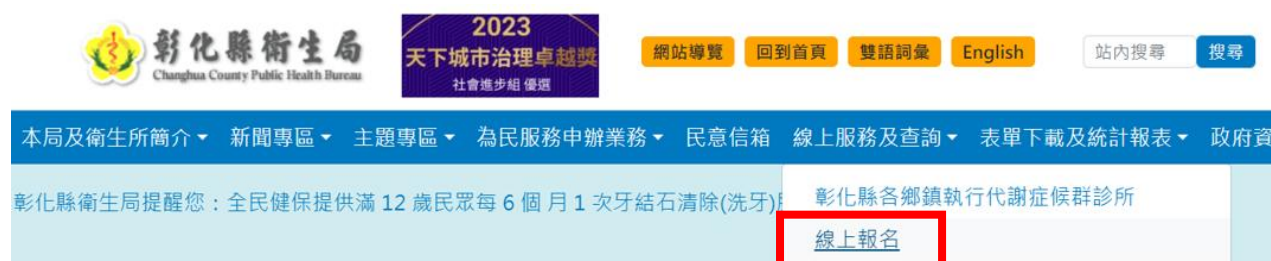 彰化縣衛生局
Changhua County Public Health Bureau
2023
天下城市治理卓越獎
社會進步組 優選
網站導覽 回到首頁 雙語詞彙 English 站內搜尋 搜尋
本局及衛生所簡介 新聞專區 主題專區 為民服務申辦業務 民意信箱 線上服務及查詢 表單下載及統計報表 政府資
彰化縣衛生局提醒您：全民健保提供滿 12 歲民眾每 6 個 月 1 次牙結石清除(洗牙)
彰化縣各鄉鎮執行代謝症候群診所
線上報名